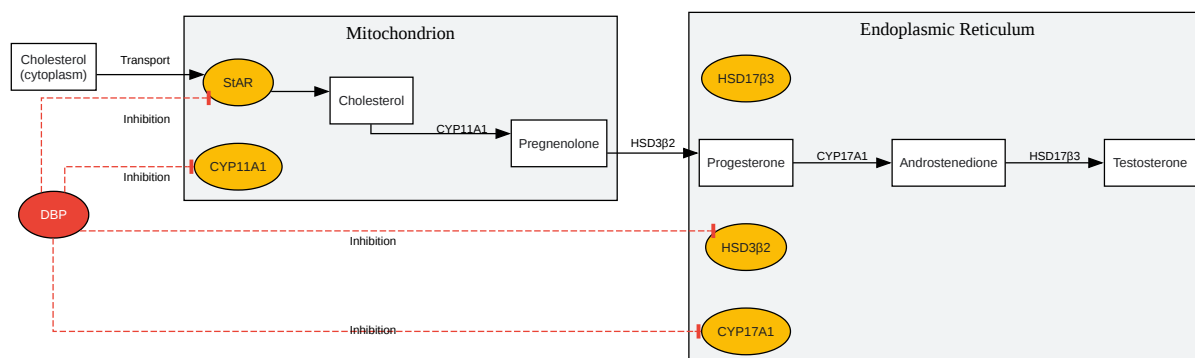 Mitochondrion
Endoplasmic Reticulum
Cholesterol
(cytoplasm)
Transport
StAR
HSD17β3
Cholesterol
Inhibition
CYP11A1
Pregnenolone
HSD3β2
Progesterone
CYP17A1
Androstenedione
HSD17β3
Testosterone
CYP11A1
Inhibition
DBP
Inhibition
HSD3β2
Inhibition
CYP17A1